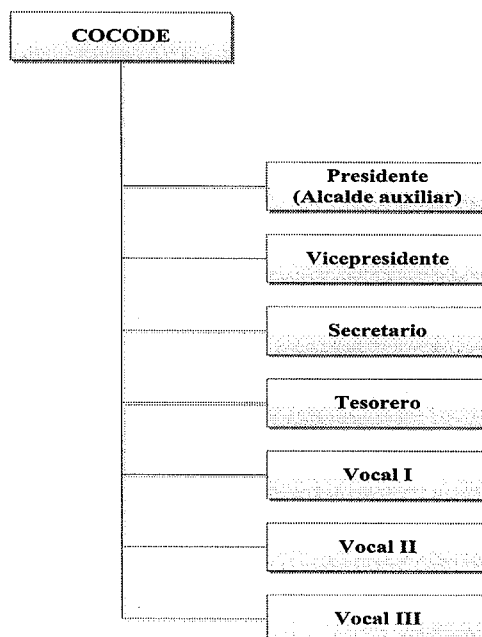 COCODE
Presidente
(Alcalde auxiliar)
Vicepresidente
Secretario
Tesorero
Vocal I
Vocal II
Vocal III